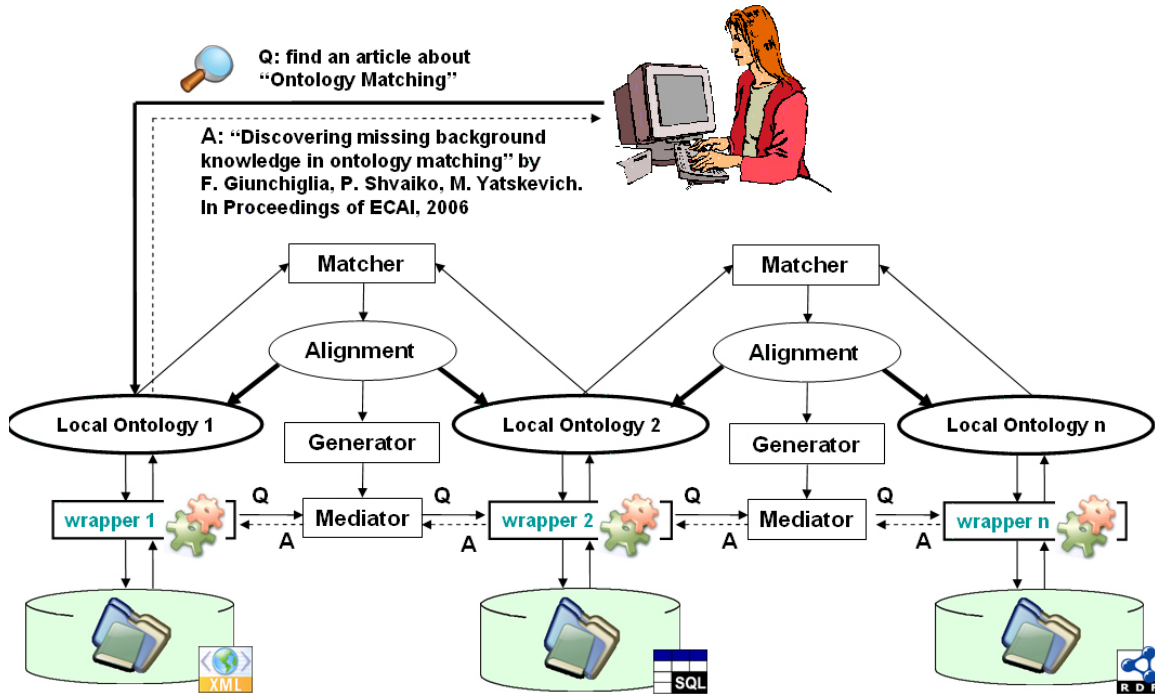 Q: find an article about
“Ontology Matching”
A: “Discovering missing background
knowledge in ontology matching” by
F. Giunchiglia, P. Shvaiko, M. Yatskevich.
In Proceedings of ECAI, 2006
Matcher
Matcher
Alignment
Alignment
Local Ontology 1
Local Ontology 2
Local Ontology n
Generator
Generator
Q
Q
Q
Q
wrapper 1
Mediator
wrapper 2
Mediator
wrapper n
A
A
A
A
XML
SQL
RDF